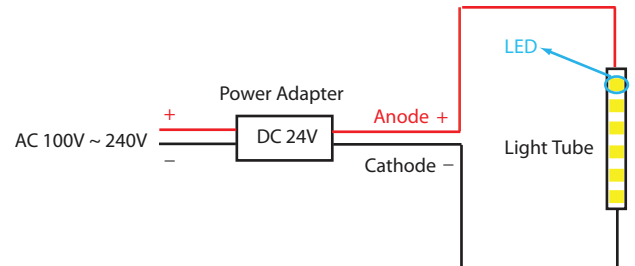 LED
Power Adapter
+
Anode +
AC 100V ~ 240V
DC 24V
Light Tube
−
Cathode −